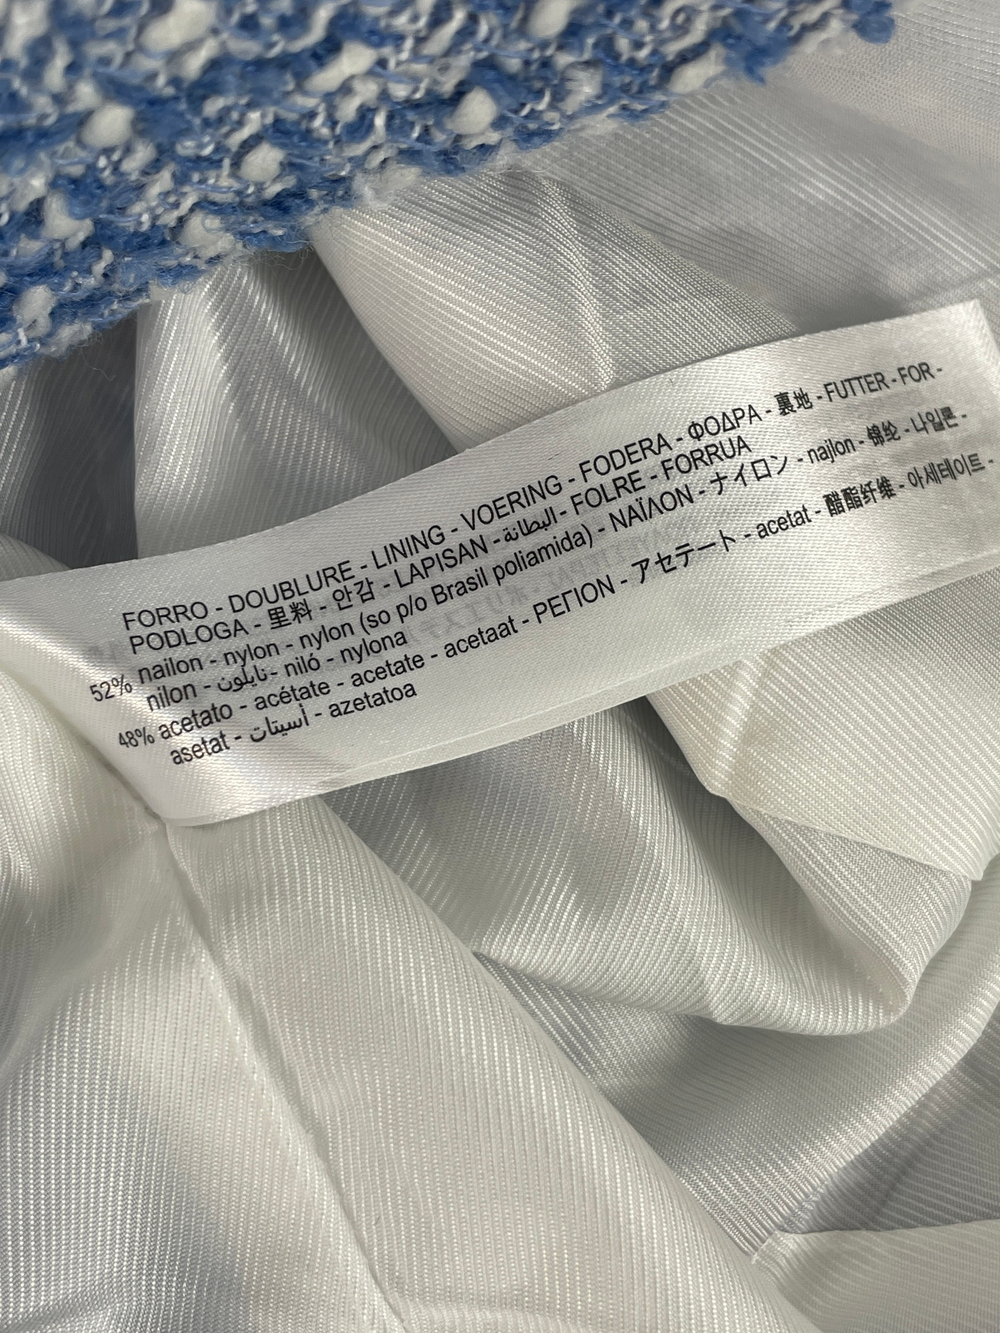 FORRO - DOUBLURE - LINING - VOERING - FODERA - ΦΟΔΡΑ - 裏地 - FUTTER - FOR -
PODLOGA - 里料 - 안감 - LAPISAN - البطانة - FOLRE - FORRUA
52% nailon - nylon - nylon (so p/o Brasil poliamida) - ΝΑΪΛΟΝ - ナイロン - najlon - 锦纶 - 나일론 -
nilon - نايلون - niló - nylona
48% acetato - acétate - acetate - acetaat - ΡΕΓΙΟΝ - アセテート - acetat - 醋酯纤维 - 아세테이트 -
asetat - أسيتات - azetatoa